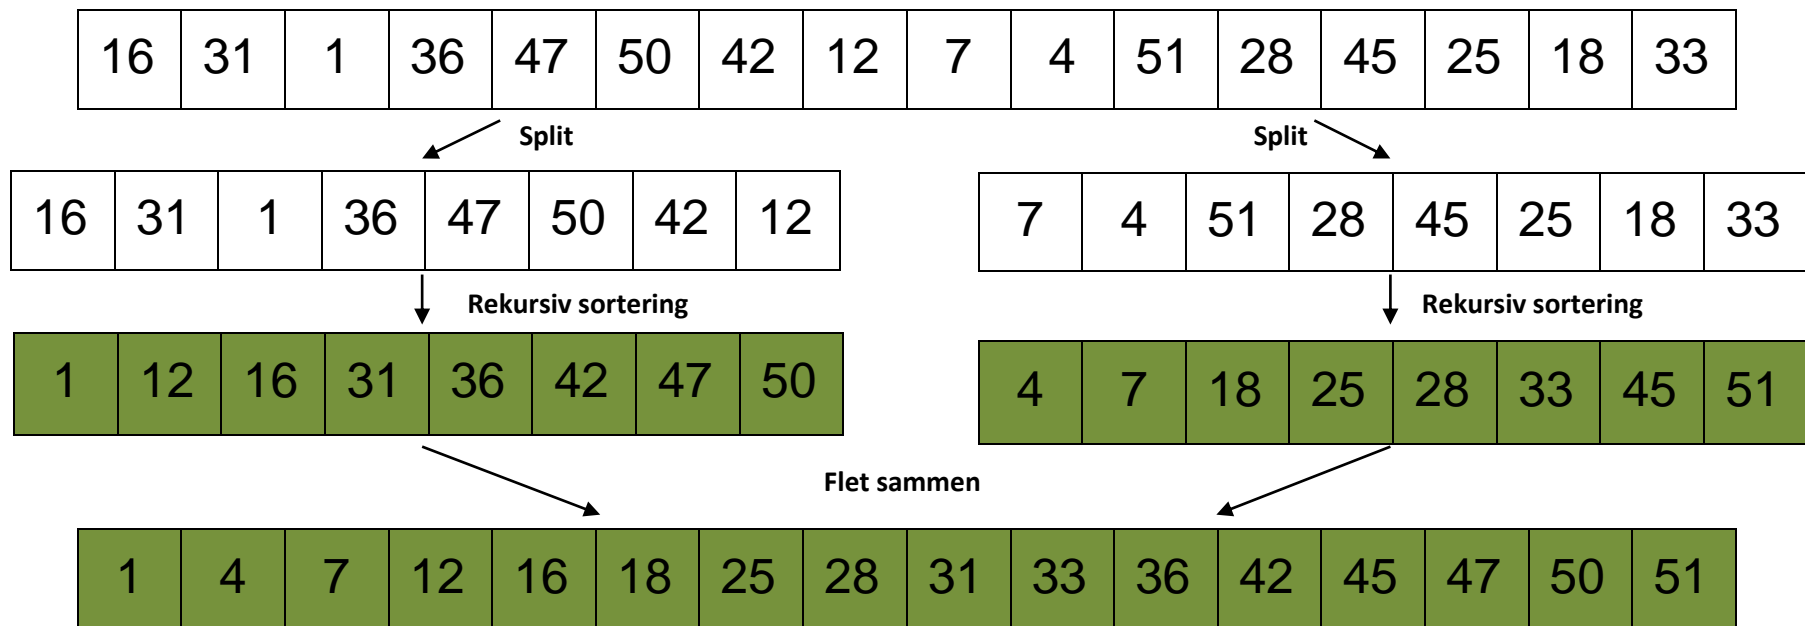 16 31 1 36 47 50 42 12 7 4 51 28 45 25 18 33
Split Split
16 31 1 36 47 50 42 12 7 4 51 28 45 25 18 33
Rekursiv sortering Rekursiv sortering
1 12 16 31 36 42 47 50 4 7 18 25 28 33 45 51
Flet sammen
1 4 7 12 16 18 25 28 31 33 36 42 45 47 50 51